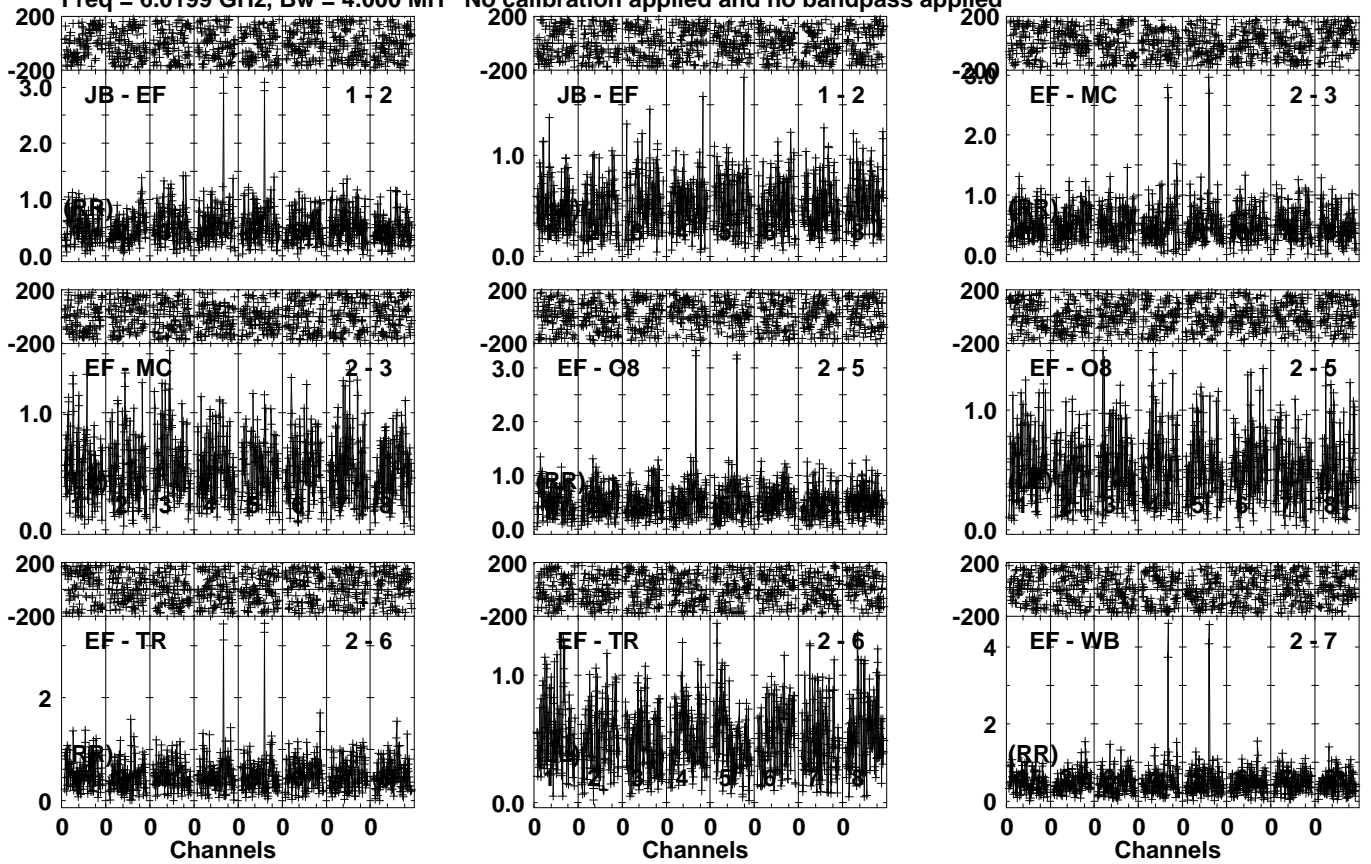 Freq = 6.0199 GHz, Bw = 4.000 MH No calibration applied and no bandpass applied
200 200 200
-200 -200 -200
3.0 JB - EF 1 - 2 JB - EF 1 - 2 3.0 EF - MC 2 - 3
2.0 1.0 2.0
1.0 1.0
(RR) (RR)
0.0 0.0 0.0
200 200 200
-200 -200 -200
EF - MC 2 - 3 3.0 EF - O8 2 - 5 EF - O8 2 - 5
1.0 2.0 1.0
1.0
(RR)
0.0 0.0 0.0
200 200 200
-200 -200 -200
EF - TR 2 - 6 EF - TR 2 - 6 4 EF - WB 2 - 7
2 1.0 2
(RR) (RR)
0 0.0 0
0 0 0 0 0 0 0 0 0 0 0 0 0 0 0 0 0 0 0 0 0 0 0 0
Channels Channels Channels